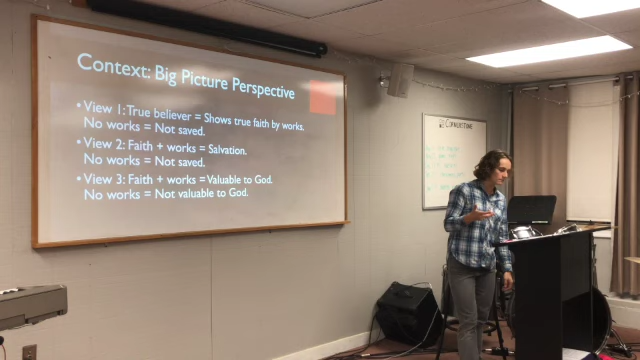 Context: Big Picture Perspective
• View 1: True believer = Shows true faith by works.
No works = Not saved.
• View 2: Faith + works = Salvation.
No works = Not saved.
• View 3: Faith + works = Valuable to God.
No works = Not valuable to God.
CORNERSTONE